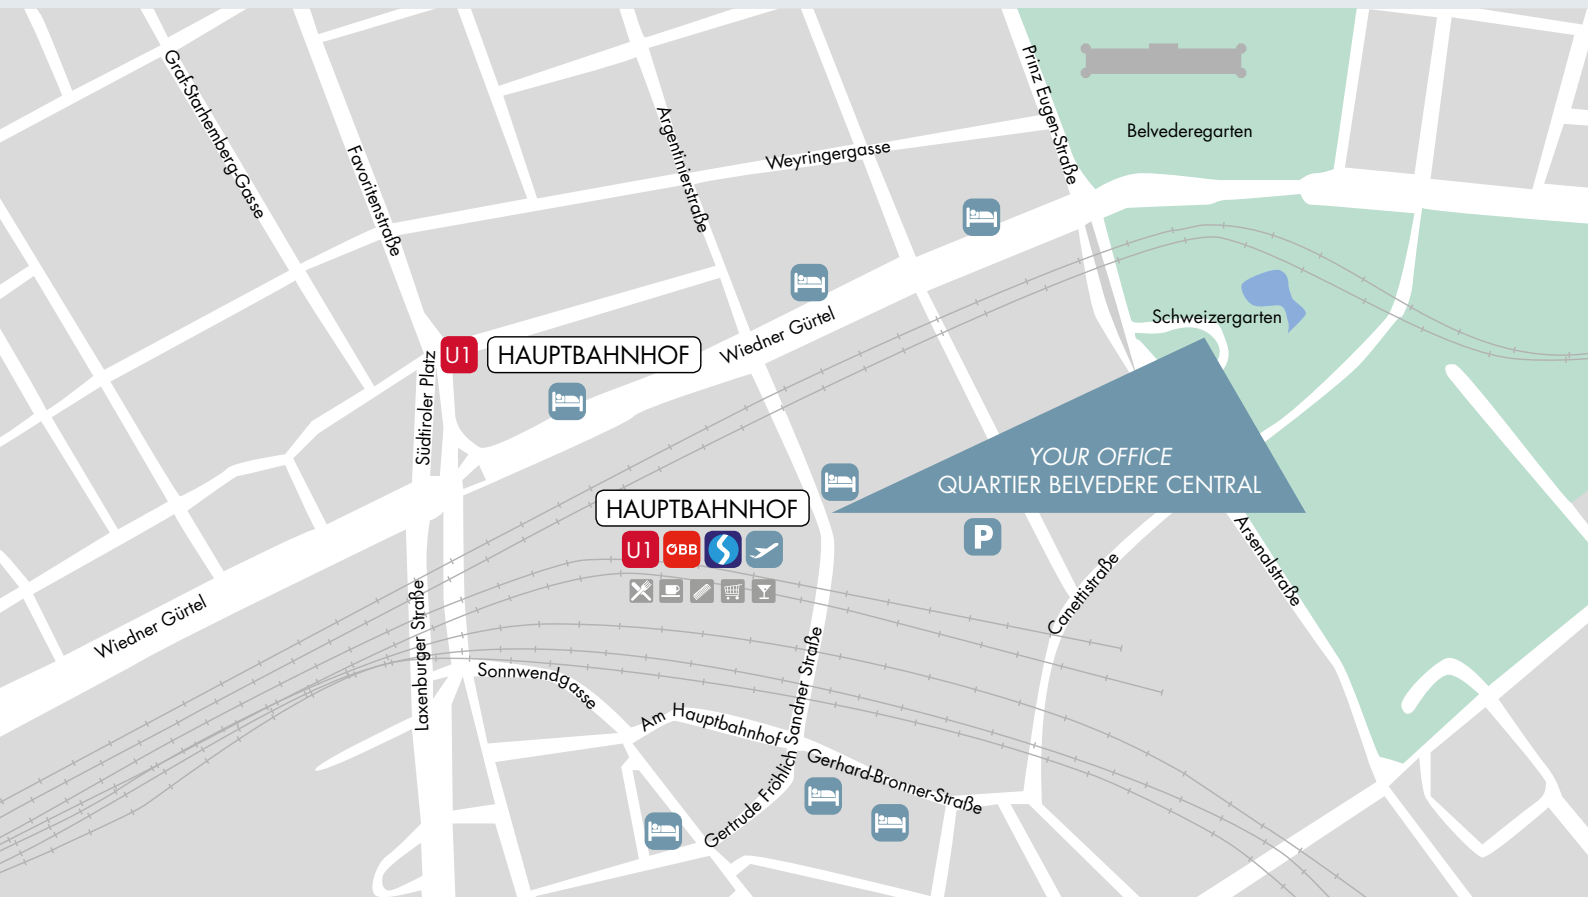 Graf-Starhemberg-Gasse
Favoritenstraße
Argentinierstraße
Weyringergasse
Prinz Eugen-Straße
Belvederegarten
Schweizergarten
Wiedner Gürtel
Südtiroler Platz
U1
HAUPTBAHNHOF
YOUR OFFICE
QUARTIER BELVEDERE CENTRAL
HAUPTBAHNHOF
U1
ÖBB
S
P
Arsenalstraße
Canettistraße
Wiedner Gürtel
Laxenburger Straße
Sonnwendgasse
Am Hauptbahnhof
Gertrude Fröhlich Sandner Straße
Gerhard-Bronner-Straße